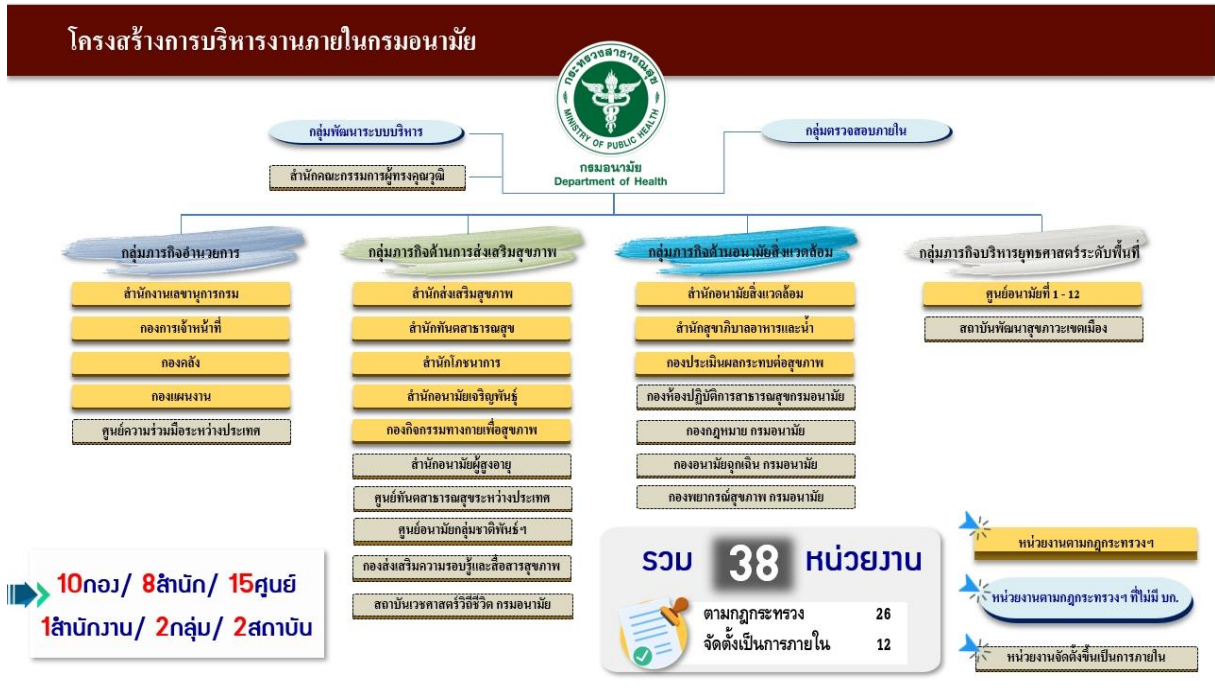 โครงสร้างการบริหารงานภายในกรมอนามัย
กระทรวงสาธารณสุข
MINISTRY OF PUBLIC HEALTH
กรมอนามัย
Department of Health
กลุ่มพัฒนาระบบบริหาร
กลุ่มตรวจสอบภายใน
สำนักคณะกรรมการผู้ทรงคุณวุฒิ
กลุ่มภารกิจอำนวยการ
สำนักงานเลขานุการกรม
กองการเจ้าหน้าที่
กองคลัง
กองแผนงาน
ศูนย์ความร่วมมือระหว่างประเทศ
กลุ่มภารกิจด้านการส่งเสริมสุขภาพ
สำนักส่งเสริมสุขภาพ
สำนักทันตสาธารณสุข
สำนักโภชนาการ
สำนักอนามัยเจริญพันธุ์
กองกิจกรรมทางกายเพื่อสุขภาพ
สำนักอนามัยผู้สูงอายุ
ศูนย์ทันตสาธารณสุขระหว่างประเทศ
ศูนย์อนามัยกลุ่มชาติพันธ์ฯ
กองส่งเสริมความรอบรู้และสื่อสารสุขภาพ
สถาบันเวชศาสตร์วิถีชีวิต กรมอนามัย
กลุ่มภารกิจด้านอนามัยสิ่งแวดล้อม
สำนักอนามัยสิ่งแวดล้อม
สำนักสุขาภิบาลอาหารและน้ำ
กองประเมินผลกระทบต่อสุขภาพ
กองห้องปฏิบัติการสาธารณสุขกรมอนามัย
กองกฎหมาย กรมอนามัย
กองอนามัยฉุกเฉิน กรมอนามัย
กองพยากรณ์สุขภาพ กรมอนามัย
กลุ่มภารกิจบริหารยุทธศาสตร์ระดับพื้นที่
ศูนย์อนามัยที่ 1 - 12
สถาบันพัฒนาสุขภาวะเขตเมือง
10กอง/ 8สำนัก/ 15ศูนย์
1สำนักงาน/ 2กลุ่ม/ 2สถาบัน
รวม 38 หน่วยงาน
ตามกฎกระทรวง 26
จัดตั้งเป็นการภายใน 12
หน่วยงานตามกฎกระทรวงฯ
หน่วยงานตามกฎกระทรวงฯ ที่ไม่มี บก.
หน่วยงานจัดตั้งขึ้นเป็นการภายใน